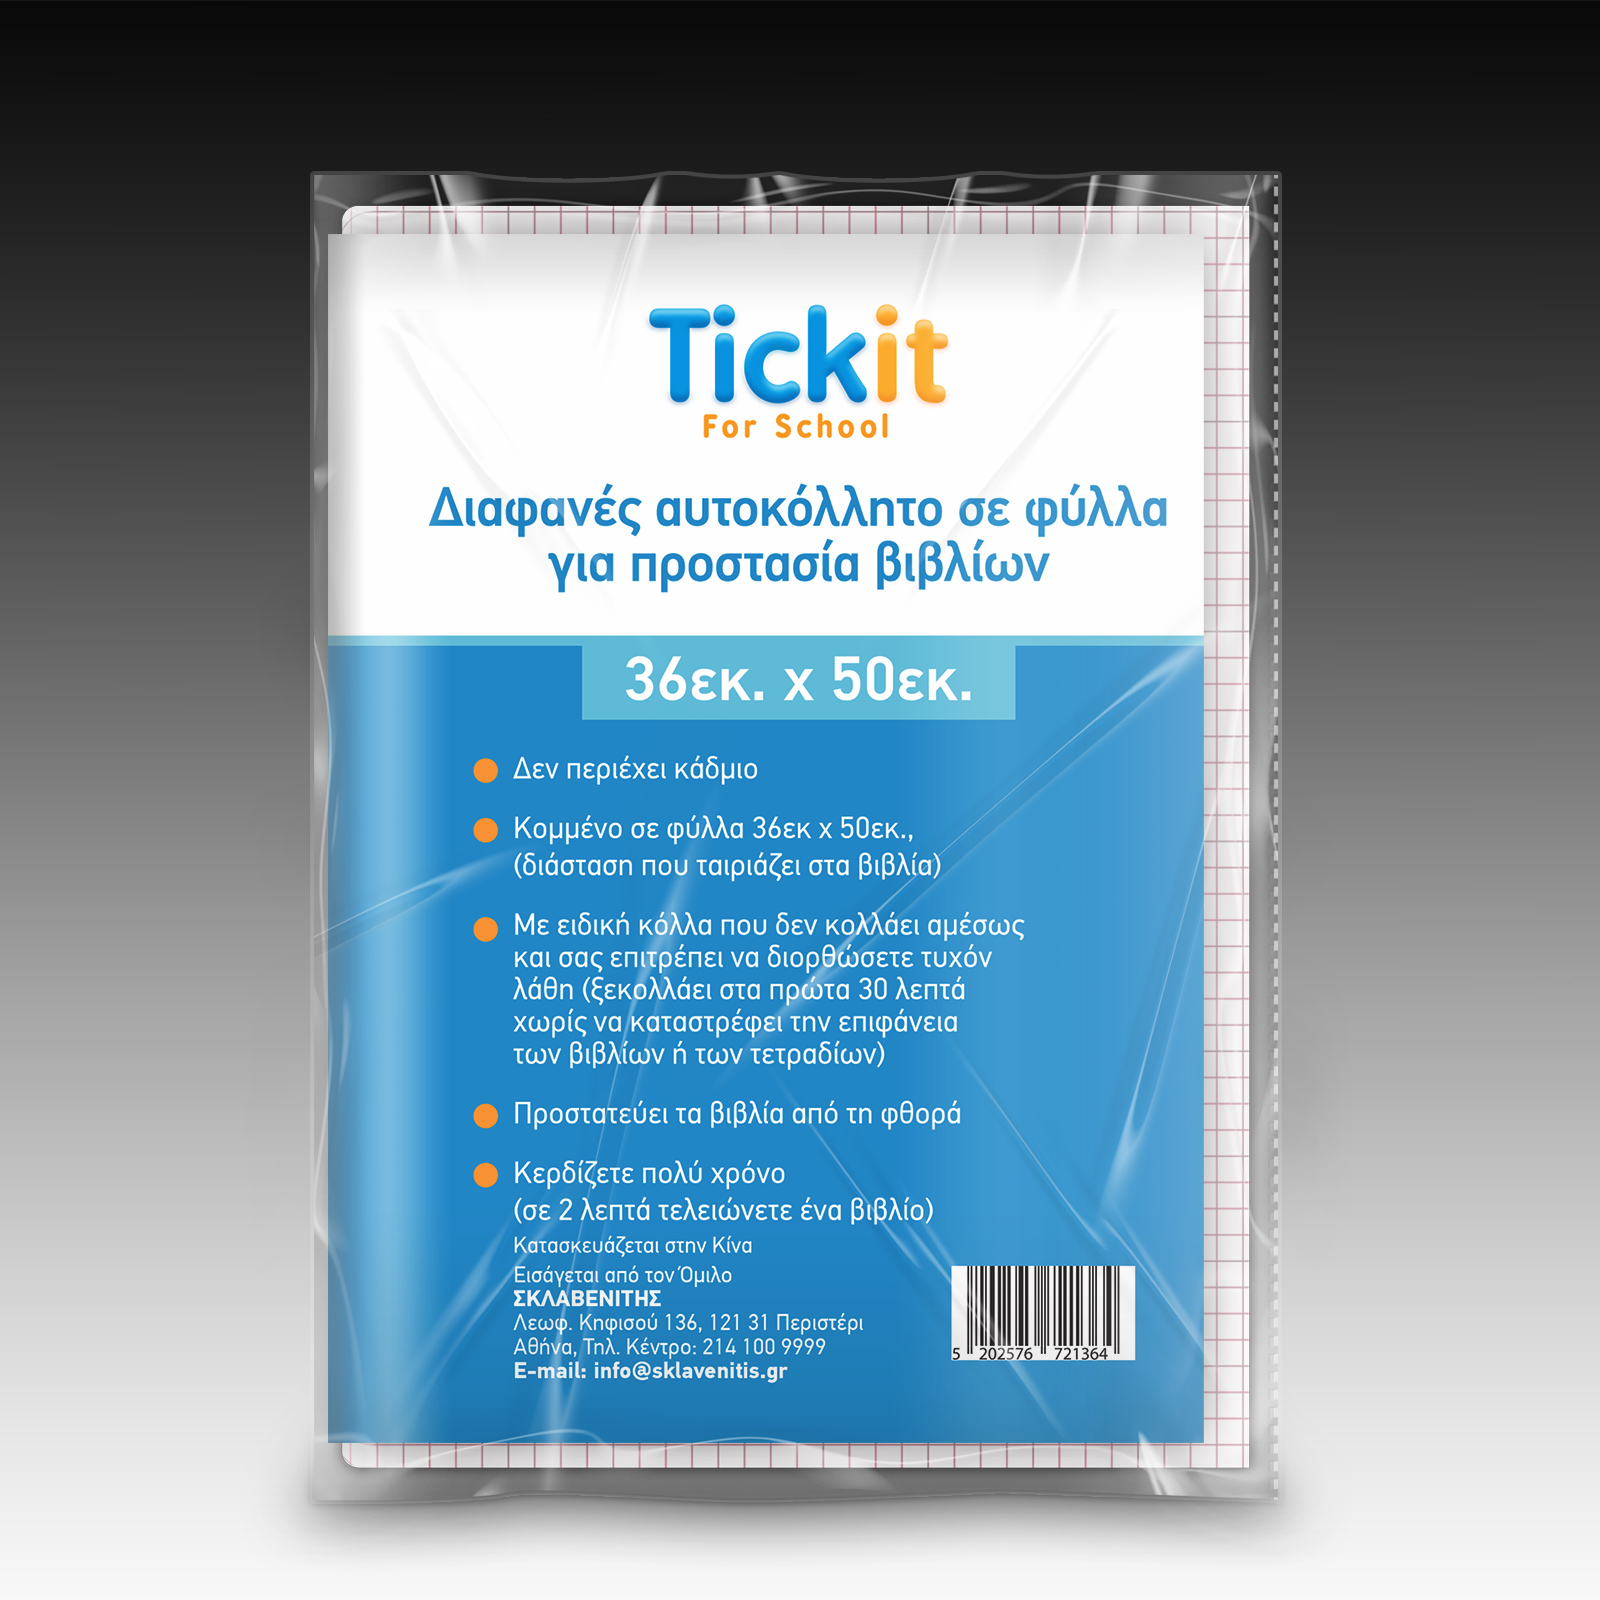 Tickit
For School
Διαφανές αυτοκόλλητο σε φύλλα
για προστασία βιβλίων
36εκ. x 50εκ.
Δεν περιέχει κάδμιο
Κομμένο σε φύλλα 36εκ x 50εκ.,
(διάσταση που ταιριάζει στα βιβλία)
Με ειδική κόλλα που δεν κολλάει αμέσως
και σας επιτρέπει να διορθώσετε τυχόν
λάθη (ξεκολλάει στα πρώτα 30 λεπτά
χωρίς να καταστρέφει την επιφάνεια
των βιβλίων ή των τετραδίων)
Προστατεύει τα βιβλία από τη φθορά
Κερδίζετε πολύ χρόνο
(σε 2 λεπτά τελειώνετε ένα βιβλίο)
Κατασκευάζεται στην Κίνα
Εισάγεται από τον Όμιλο
ΣΚΛΑΒΕΝΙΤΗΣ
Λεωφ. Κηφισού 136, 121 31 Περιστέρι
Αθήνα, Τηλ. Κέντρο: 214 100 9999
E-mail: info@sklavenitis.gr
5 202576 721364